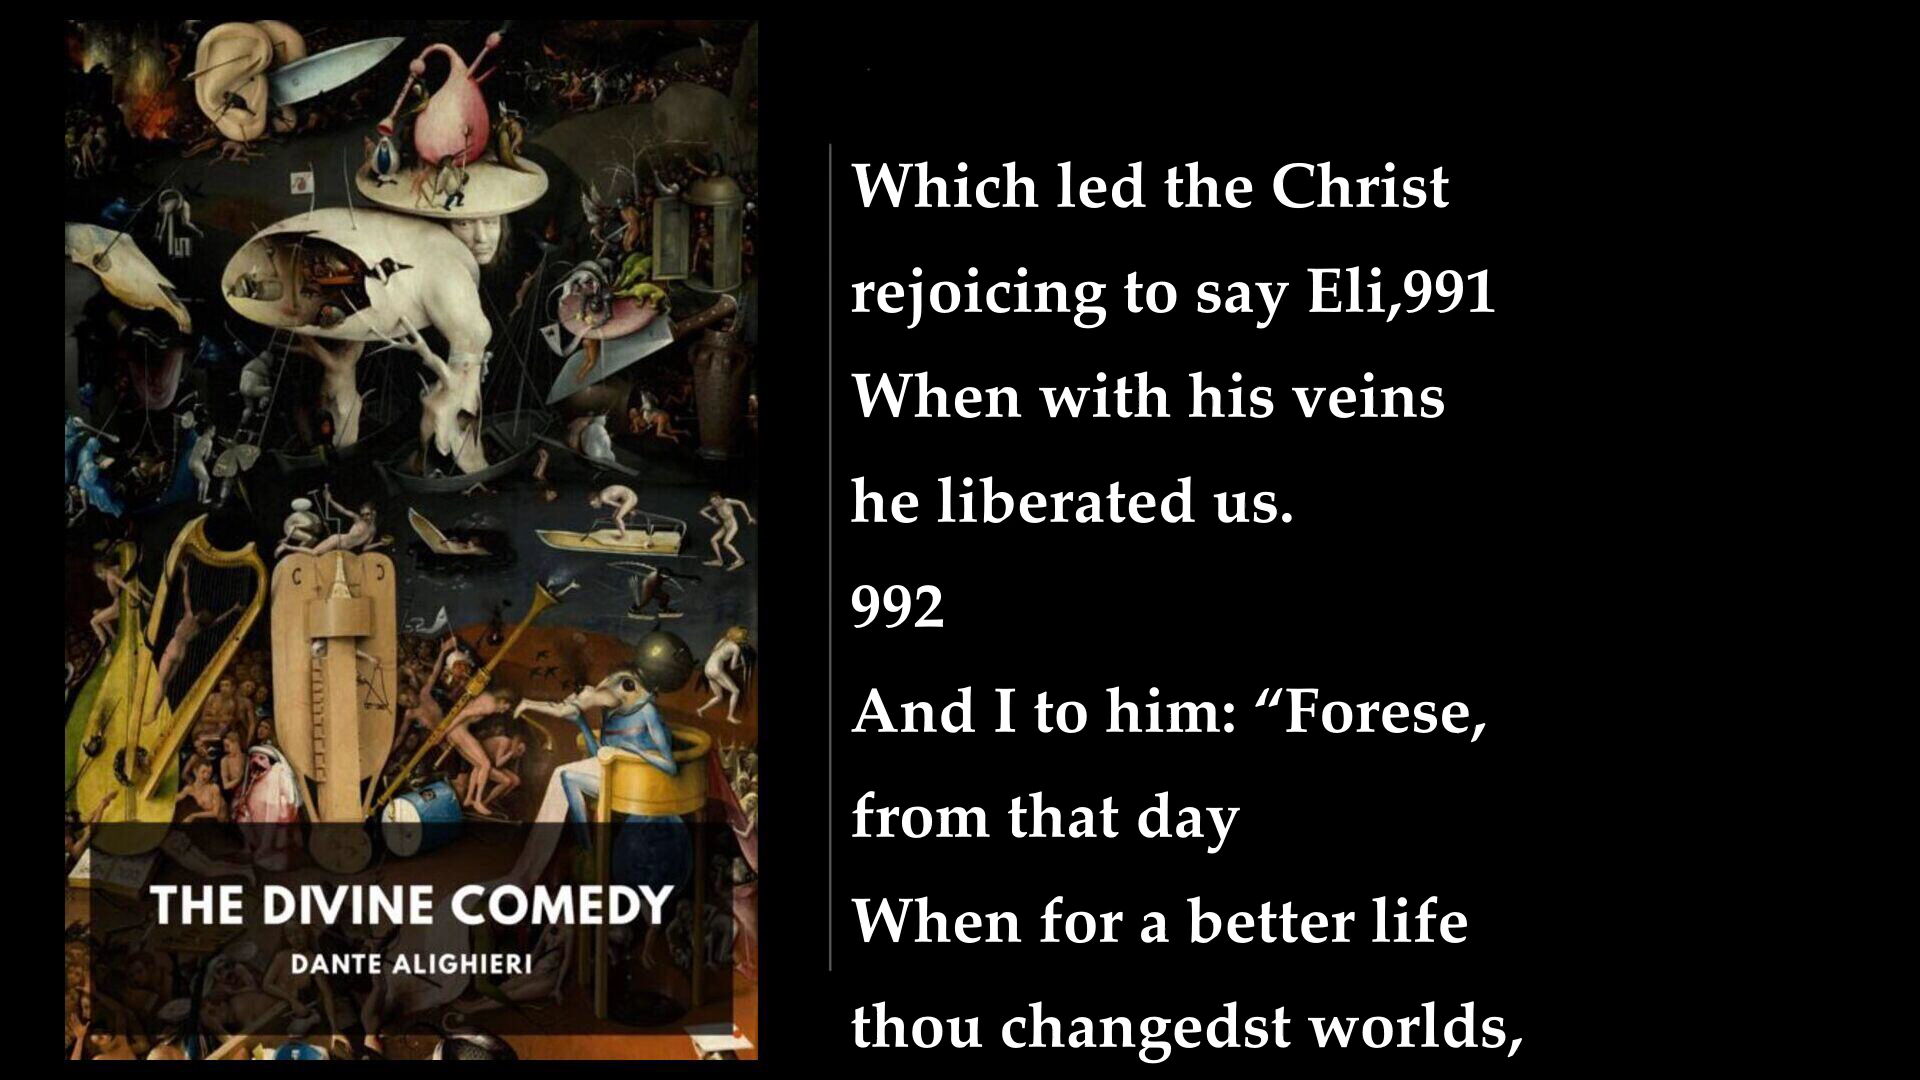 THE DIVINE COMEDY
DANTE ALIGHIERI
Which led the Christ
rejoicing to say Eli,991
When with his veins
he liberated us.
992
And I to him: “Forese,
from that day
When for a better life
thou changedst worlds,